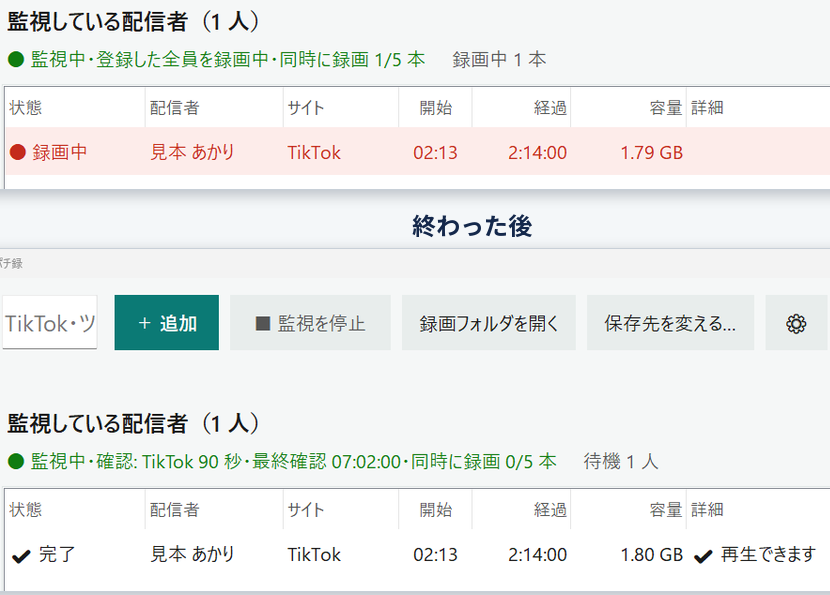 監視している配信者（1 人）
監視中・登録した全員を録画中・同時に録画 1/5 本 録画中 1 本
状態 配信者 サイト 開始 経過 容量 詳細
録画中 見本 あかり TikTok 02:13 2:14:00 1.79 GB
終わった後
チ録
TikTok・ツ + 追加 ■ 監視を停止 録画フォルダを開く 保存先を変える...
監視している配信者（1 人）
監視中・確認: TikTok 90 秒・最終確認 07:02:00・同時に録画 0/5 本 待機 1 人
状態 配信者 サイト 開始 経過 容量 詳細
✔ 完了 見本 あかり TikTok 02:13 2:14:00 1.80 GB ✔ 再生できます